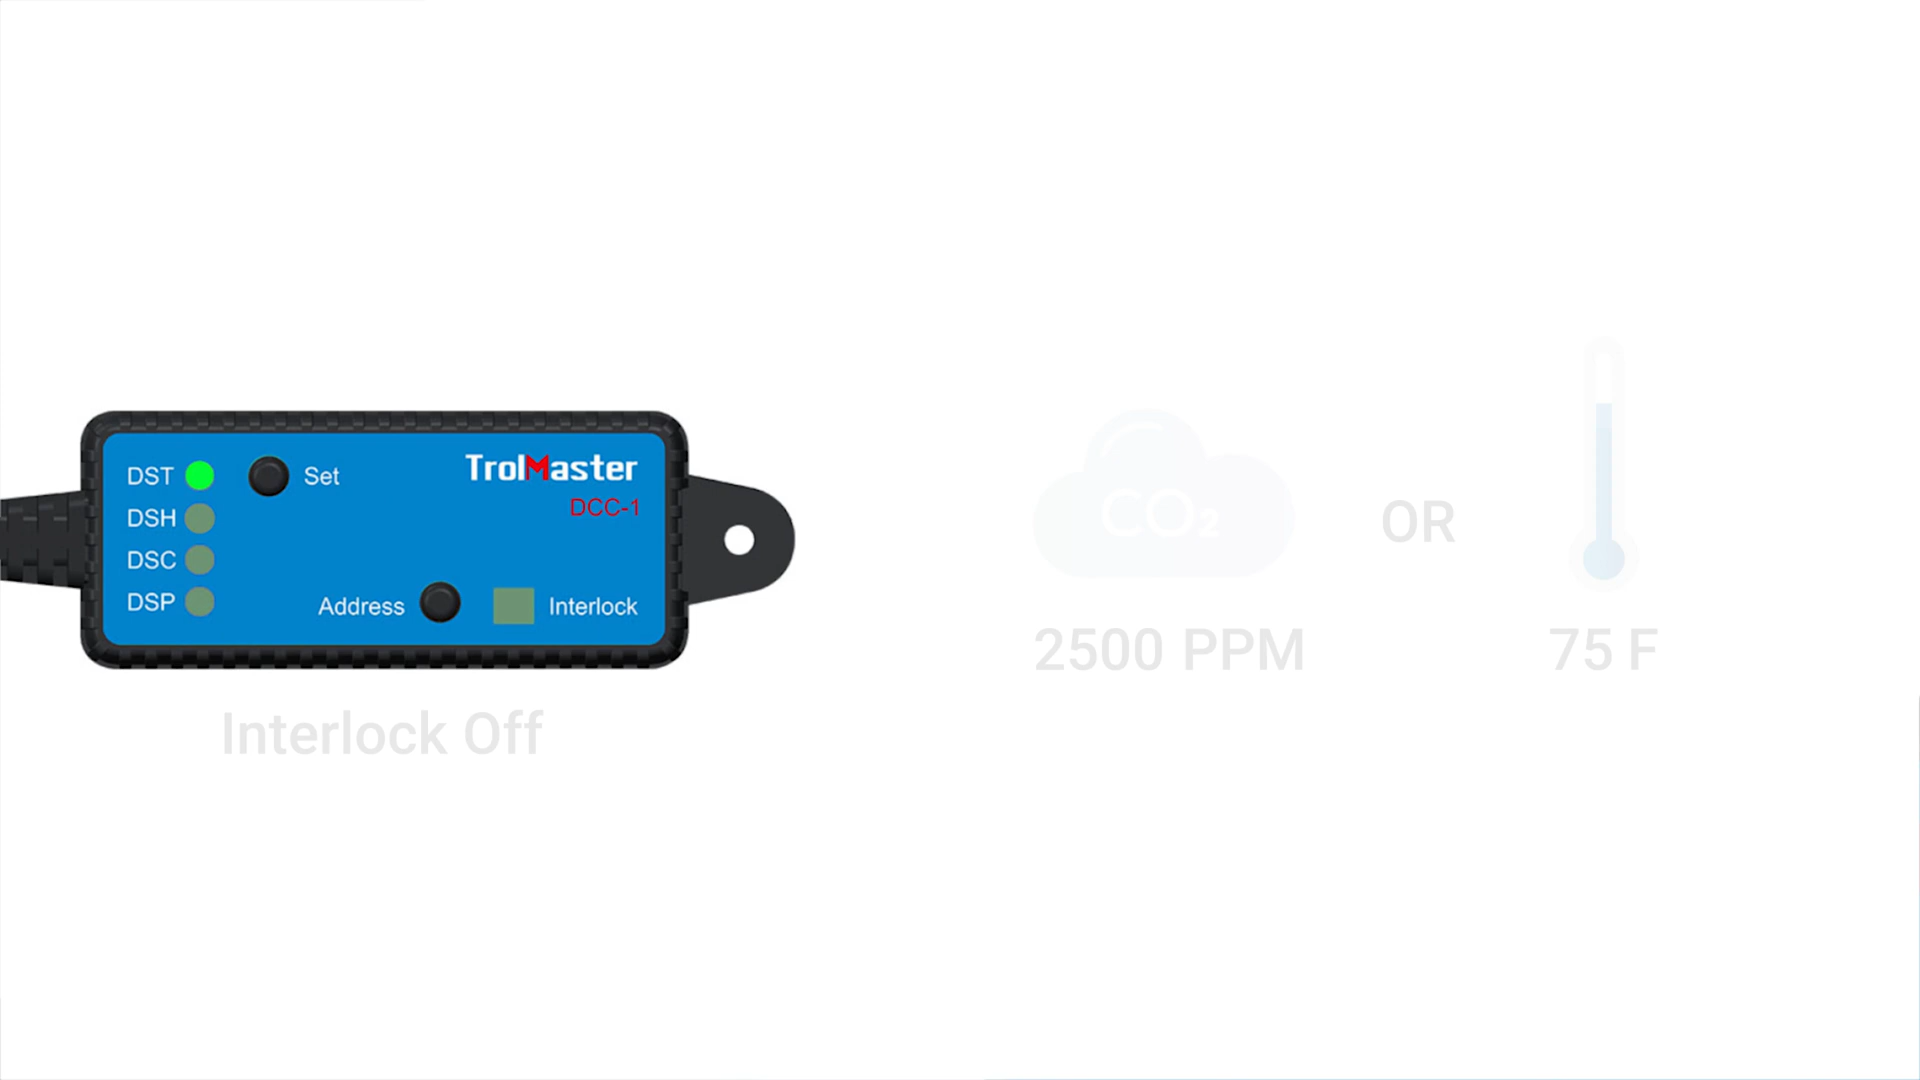 DST
Set
TrolMaster
DCC-1
DSH
DSC
DSP
Address
Interlock
Interlock Off
CO₂
OR
2500 PPM
75 F